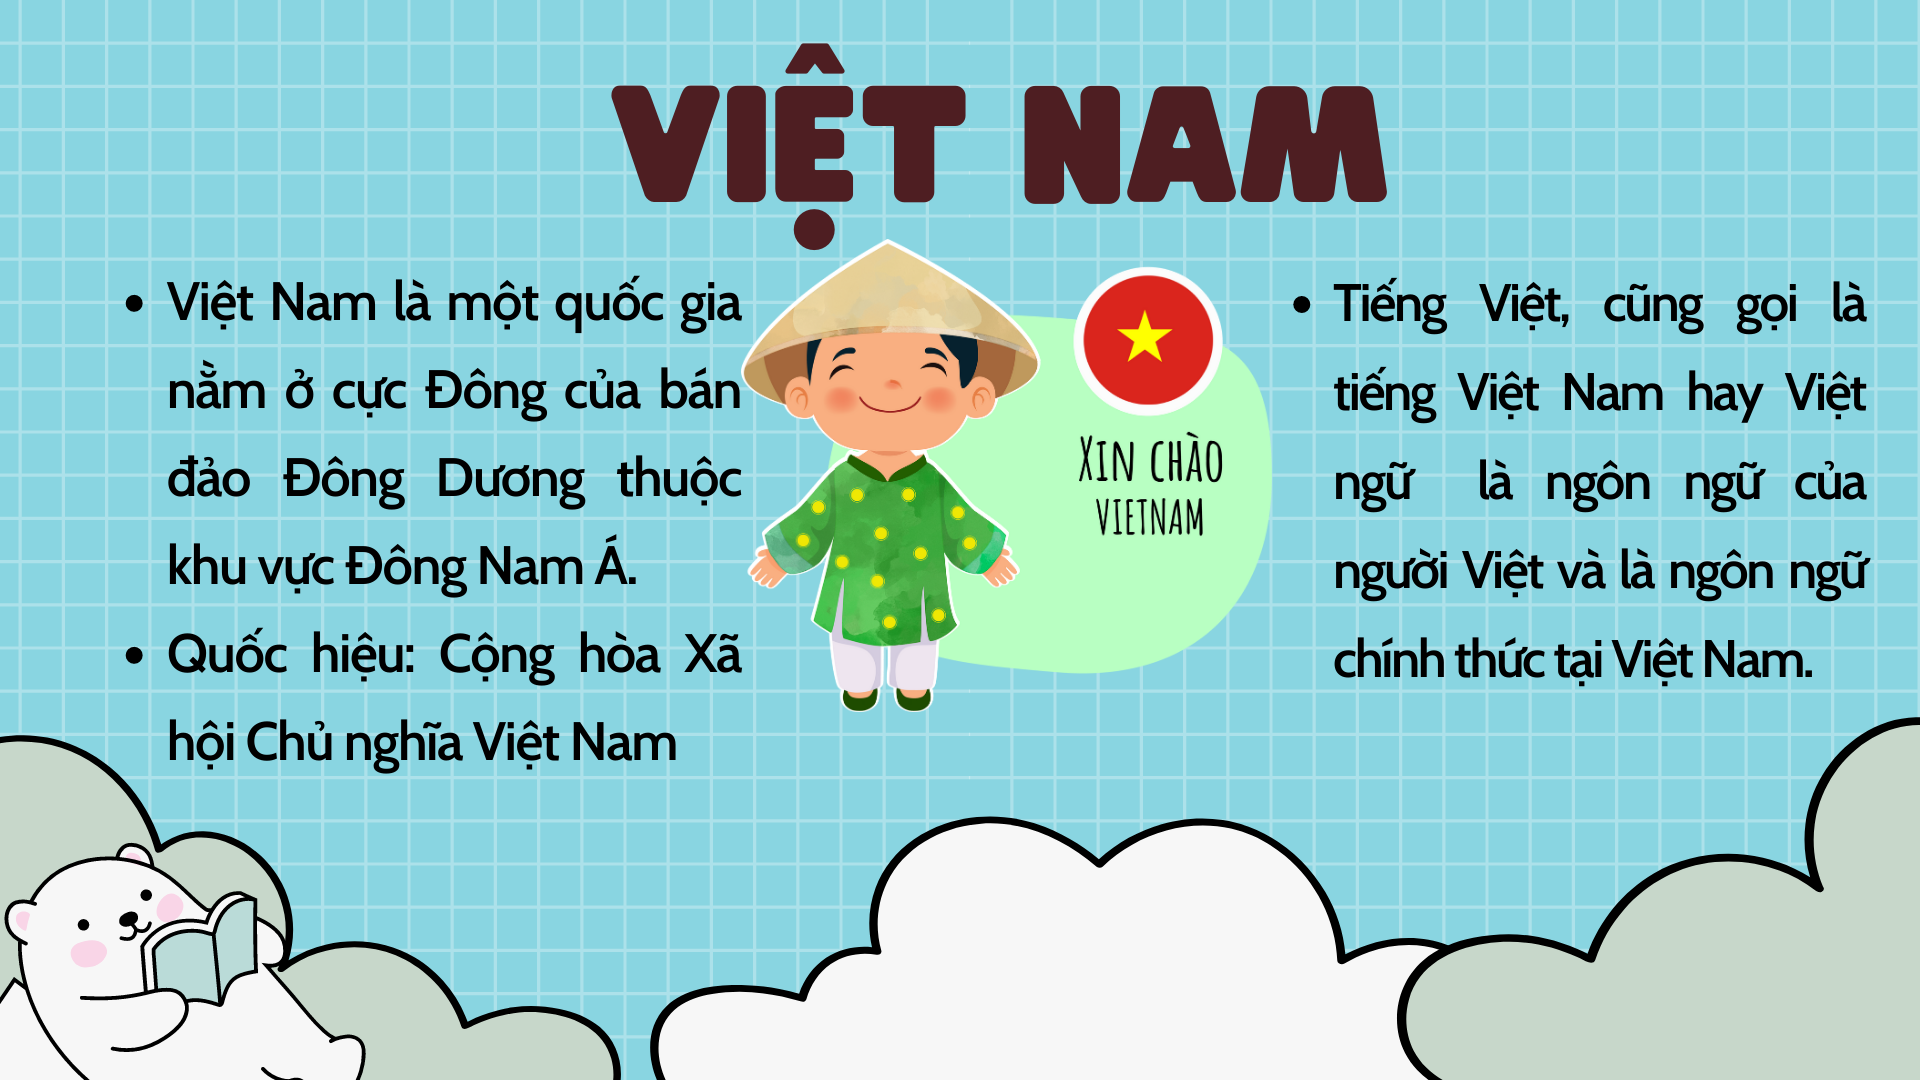 VIỆT NAM
Việt Nam là một quốc gia
nằm ở cực Đông của bán
đảo Đông Dương thuộc
khu vực Đông Nam Á.
Quốc hiệu: Cộng hòa Xã
hội Chủ nghĩa Việt Nam
XIN CHÀO
VIETNAM
Tiếng Việt, cũng gọi là
tiếng Việt Nam hay Việt
ngữ là ngôn ngữ của
người Việt và là ngôn ngữ
chính thức tại Việt Nam.